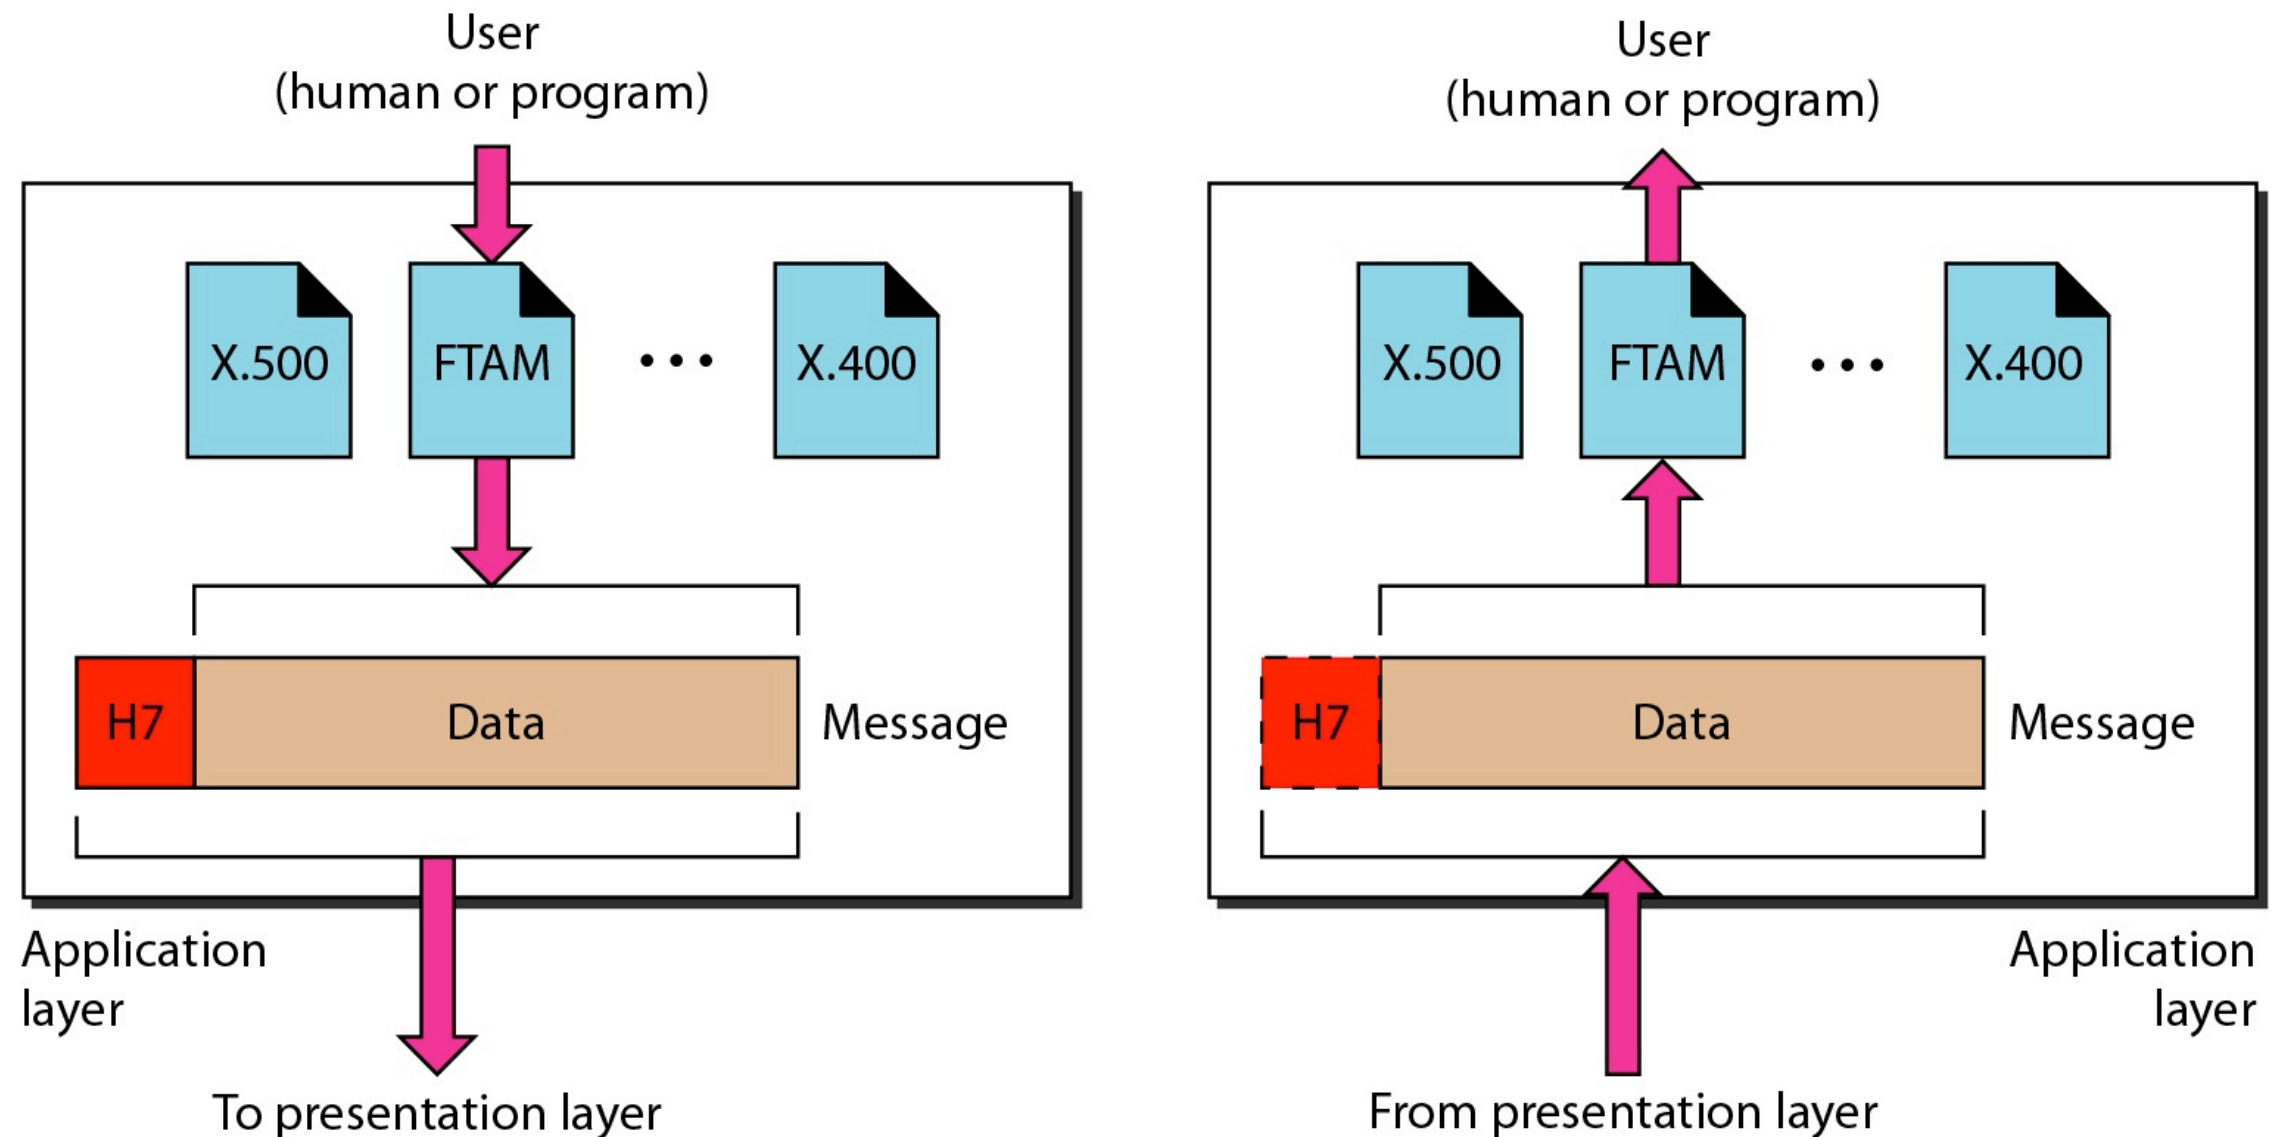 User
(human or program)
X.500
FTAM
• • •
X.400
H7
Data
Message
Application
layer
To presentation layer
User
(human or program)
X.500
FTAM
• • •
X.400
H7
Data
Message
Application
layer
From presentation layer